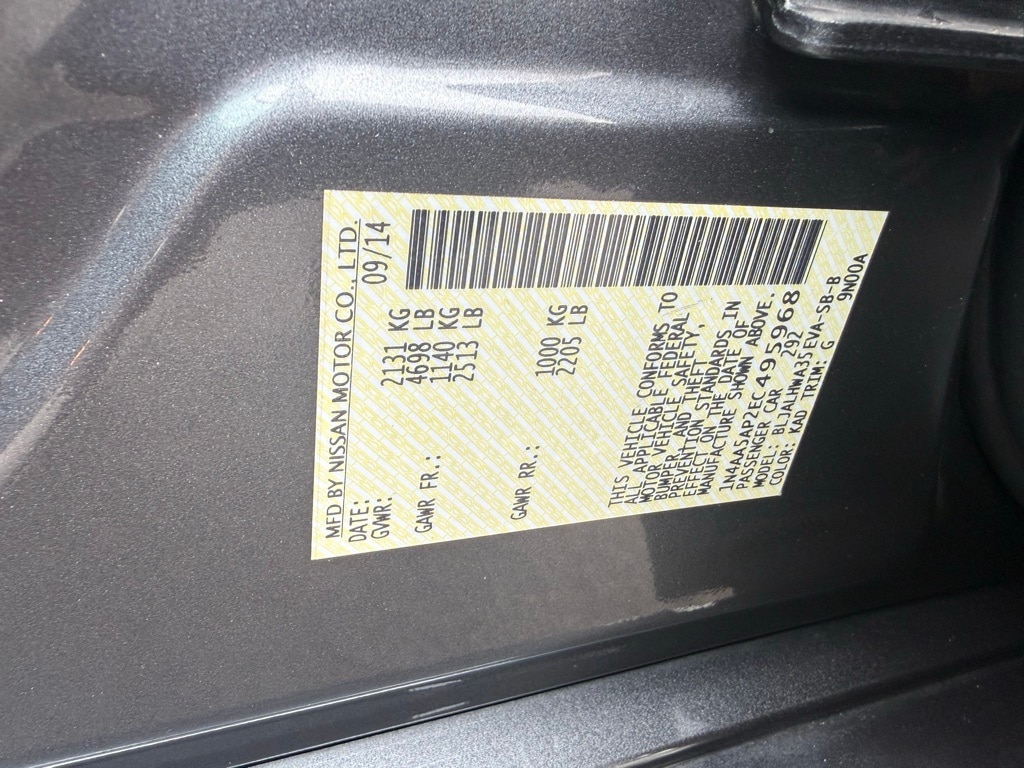 MFD BY NISSAN MOTOR CO., LTD.
DATE: 09/14
GVWR: 2131 KG
4698 LB
GAWR FR.: 1140 KG
2513 LB
GAWR RR.: 1000 KG
2205 LB
THIS VEHICLE CONFORMS TO
ALL APPLICABLE FEDERAL
MOTOR VEHICLE SAFETY,
BUMPER, AND THEFT
PREVENTION STANDARDS IN
EFFECT ON THE DATE OF
MANUFACTURE SHOWN ABOVE.
1N4AA5AP2EC495968
PASSENGER CAR 292
MODEL: BLJALHWA35EVA-SB-B
COLOR: KAD TRIM: G 9N00A